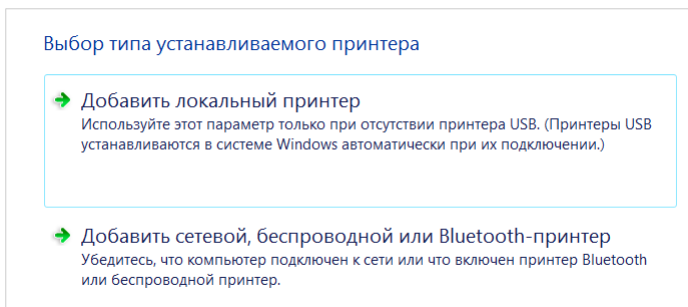 Выбор типа устанавливаемого принтера
Добавить локальный принтер
Используйте этот параметр только при отсутствии принтера USB. (Принтеры USB
устанавливаются в системе Windows автоматически при их подключении.)
Добавить сетевой, беспроводной или Bluetooth-принтер
Убедитесь, что компьютер подключен к сети или что включен принтер Bluetooth
или беспроводной принтер.